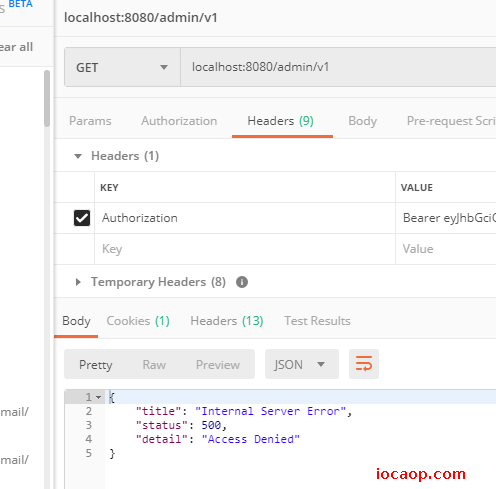 BETA
ear all
mail/
mail/
localhost:8080/admin/v1
GET localhost:8080/admin/v1
Params Authorization Headers (9) Body Pre-request Scri
Headers (1)
KEY VALUE
Authorization Bearer eyJhbGciO
Key Value
Temporary Headers (8)
Body Cookies (1) Headers (13) Test Results
Pretty Raw Preview JSON
1 {
2 "title": "Internal Server Error",
3 "status": 500,
4 "detail": "Access Denied"
5 }
iocaop.com